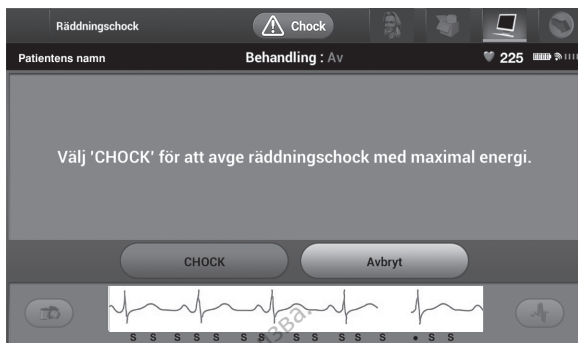 Räddningschock
Chock
Patientens namn
Behandling : Av
225
Välj 'CHOCK' för att avge räddningschock med maximal energi.
CHOCK
Avbryt
S S S S S S S S S S S • S S